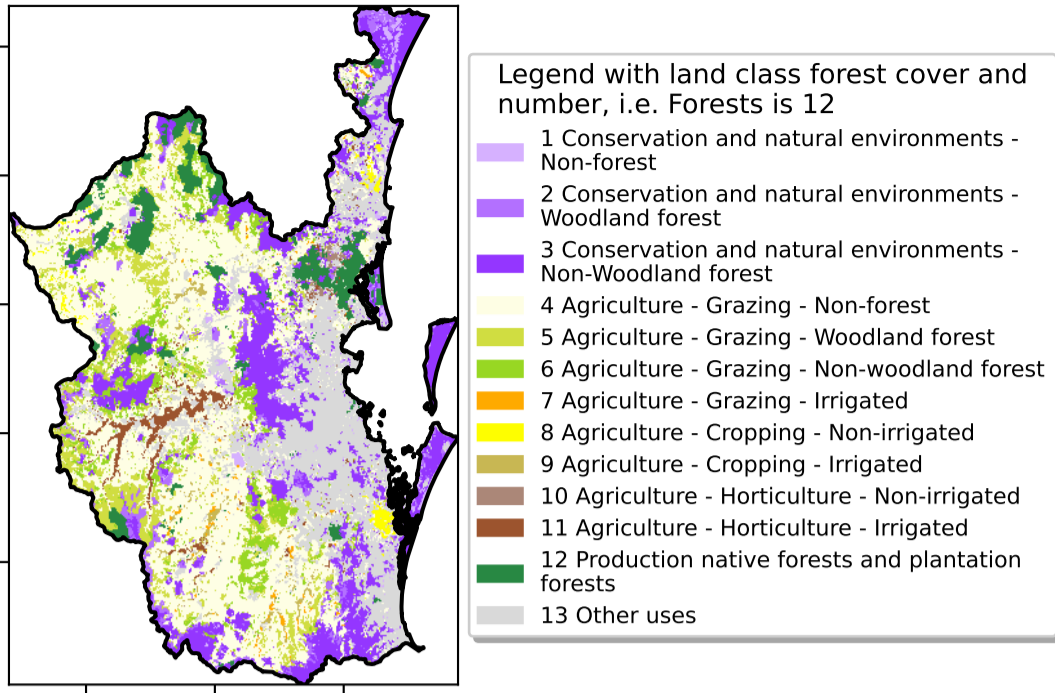 Legend with land class forest cover and
number, i.e. Forests is 12
1 Conservation and natural environments -
Non-forest
2 Conservation and natural environments -
Woodland forest
3 Conservation and natural environments -
Non-Woodland forest
4 Agriculture - Grazing - Non-forest
5 Agriculture - Grazing - Woodland forest
6 Agriculture - Grazing - Non-woodland forest
7 Agriculture - Grazing - Irrigated
8 Agriculture - Cropping - Non-irrigated
9 Agriculture - Cropping - Irrigated
10 Agriculture - Horticulture - Non-irrigated
11 Agriculture - Horticulture - Irrigated
12 Production native forests and plantation
forests
13 Other uses